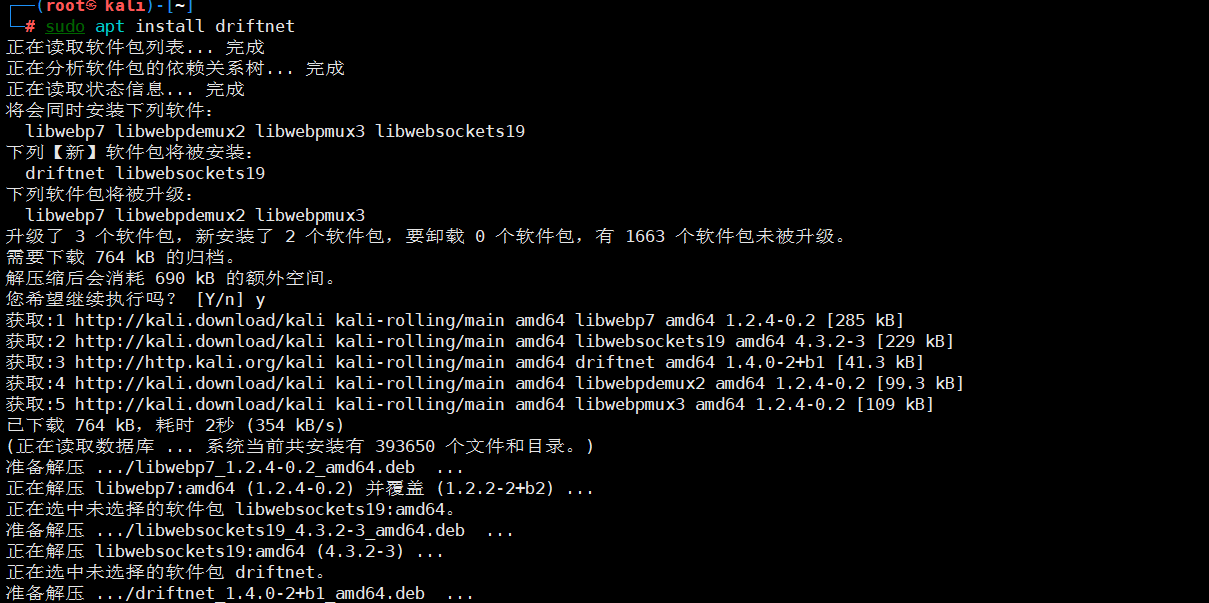 ┌──(root㉿kali)-[~]
└─# sudo apt install driftnet
正在读取软件包列表... 完成
正在分析软件包的依赖关系树... 完成
正在读取状态信息... 完成
将会同时安装下列软件：
  libwebp7 libwebpdemux2 libwebpmux3 libwebsockets19
下列【新】软件包将被安装：
  driftnet libwebsockets19
下列软件包将被升级：
  libwebp7 libwebpdemux2 libwebpmux3
升级了 3 个软件包，新安装了 2 个软件包，要卸载 0 个软件包，有 1663 个软件包未被升级。
需要下载 764 kB 的归档。
解压缩后会消耗 690 kB 的额外空间。
您希望继续执行吗？ [Y/n] y
获取:1 http://kali.download/kali kali-rolling/main amd64 libwebp7 amd64 1.2.4-0.2 [285 kB]
获取:2 http://kali.download/kali kali-rolling/main amd64 libwebsockets19 amd64 4.3.2-3 [229 kB]
获取:3 http://http.kali.org/kali kali-rolling/main amd64 driftnet amd64 1.4.0-2+b1 [41.3 kB]
获取:4 http://kali.download/kali kali-rolling/main amd64 libwebpdemux2 amd64 1.2.4-0.2 [99.3 kB]
获取:5 http://kali.download/kali kali-rolling/main amd64 libwebpmux3 amd64 1.2.4-0.2 [109 kB]
已下载 764 kB，耗时 2秒 (354 kB/s)
(正在读取数据库 ... 系统当前共安装有 393650 个文件和目录。)
准备解压 .../libwebp7_1.2.4-0.2_amd64.deb  ...
正在解压 libwebp7:amd64 (1.2.4-0.2) 并覆盖 (1.2.2-2+b2) ...
正在选中未选择的软件包 libwebsockets19:amd64。
准备解压 .../libwebsockets19_4.3.2-3_amd64.deb  ...
正在解压 libwebsockets19:amd64 (4.3.2-3) ...
正在选中未选择的软件包 driftnet。
准备解压 .../driftnet_1.4.0-2+b1_amd64.deb  ...